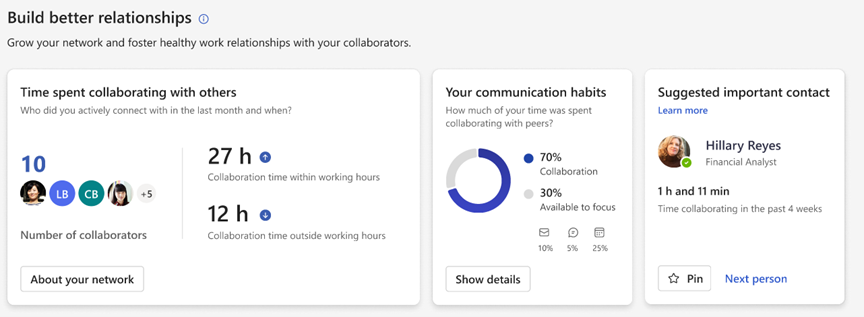 Build better relationships
Grow your network and foster healthy work relationships with your collaborators.
Time spent collaborating with others
Who did you actively connect with in the last month and when?
10
LB
CB
+5
Number of collaborators
27 h
Collaboration time within working hours
12 h
Collaboration time outside working hours
About your network
Your communication habits
How much of your time was spent
collaborating with peers?
70%
Collaboration
30%
Available to focus
10% 5% 25%
Show details
Suggested important contact
Learn more
Hillary Reyes
Financial Analyst
1 h and 11 min
Time collaborating in the past 4 weeks
Pin
Next person